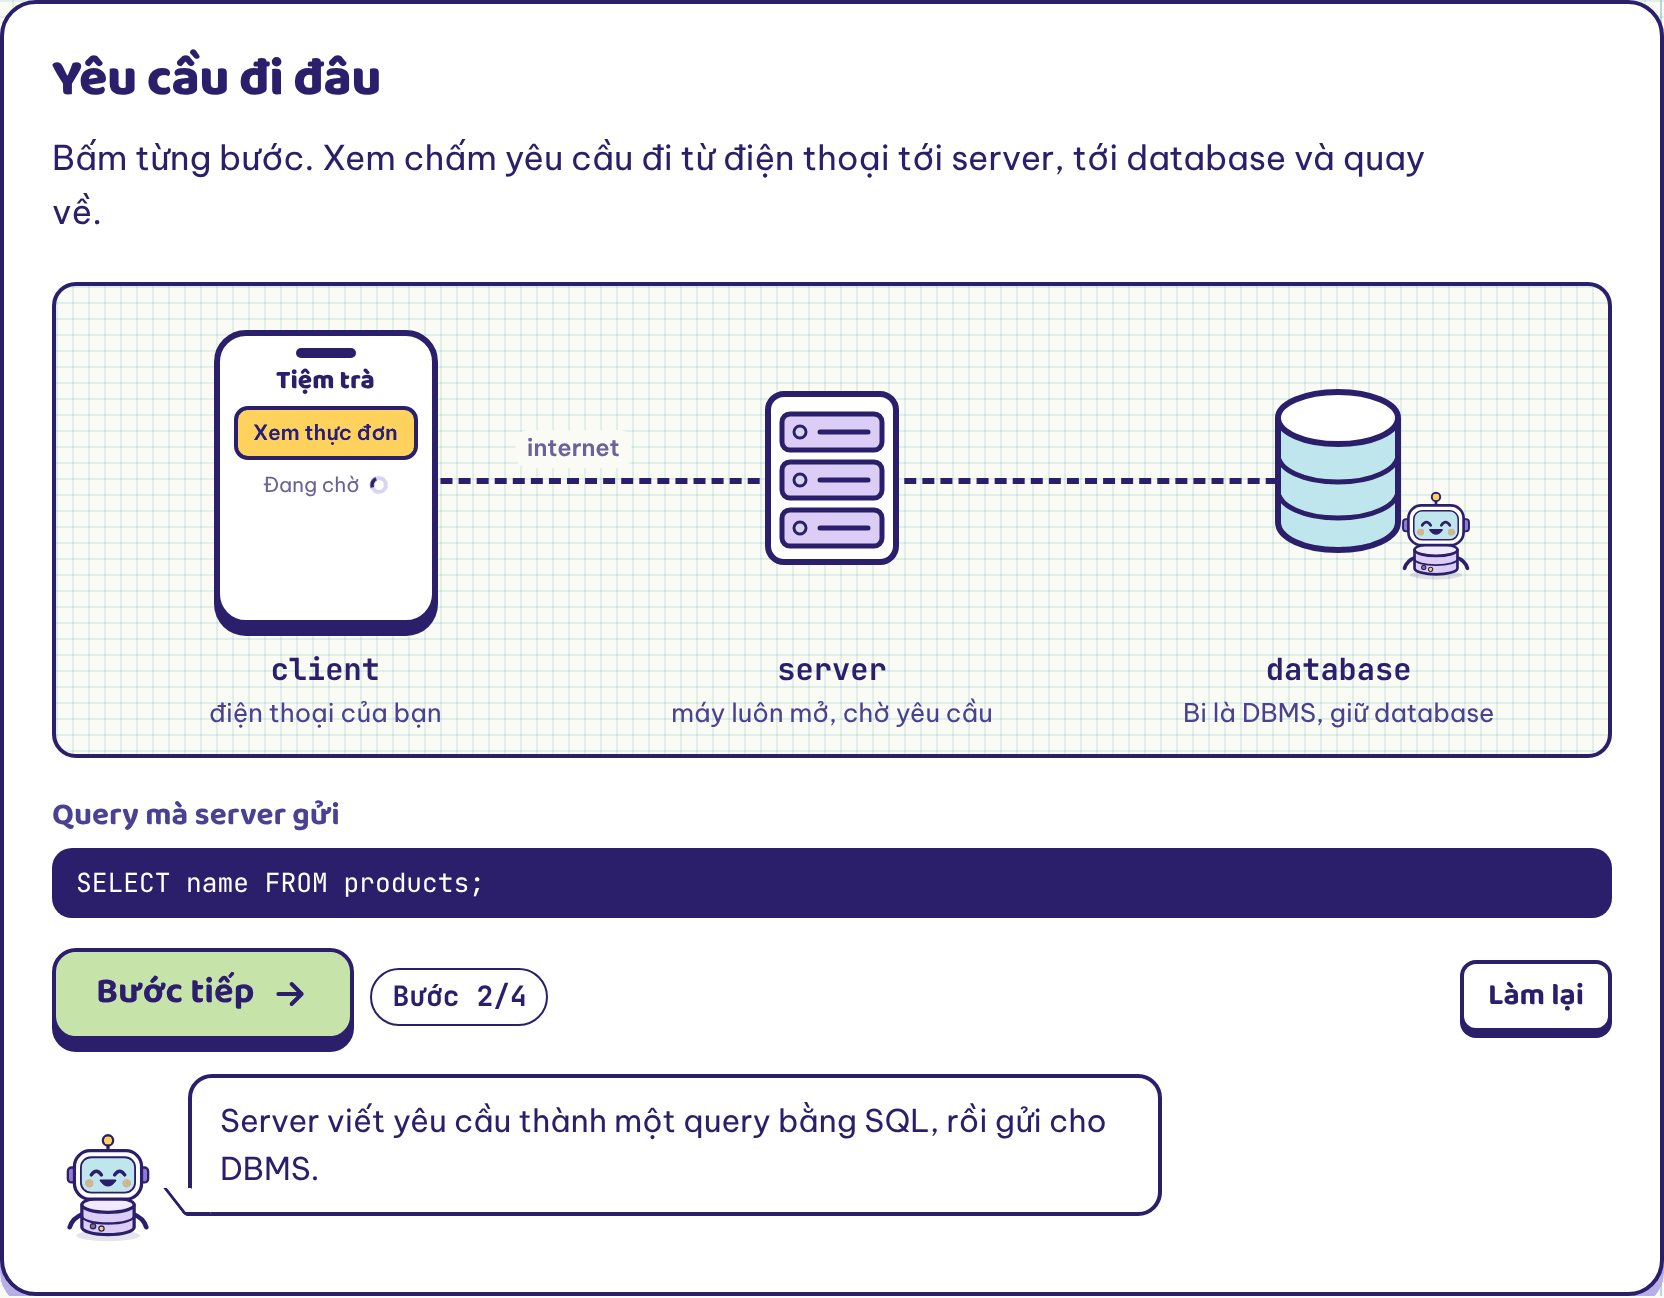 Yêu cầu đi đâu
Bấm từng bước. Xem chấm yêu cầu đi từ điện thoại tới server, tới database và quay
về.
Tiệm trà
Xem thực đơn
Đang chờ
internet
client
điện thoại của bạn
server
máy luôn mở, chờ yêu cầu
database
Bi là DBMS, giữ database
Query mà server gửi
SELECT name FROM products;
Bước tiếp →
Bước 2/4
Làm lại
Server viết yêu cầu thành một query bằng SQL, rồi gửi cho
DBMS.